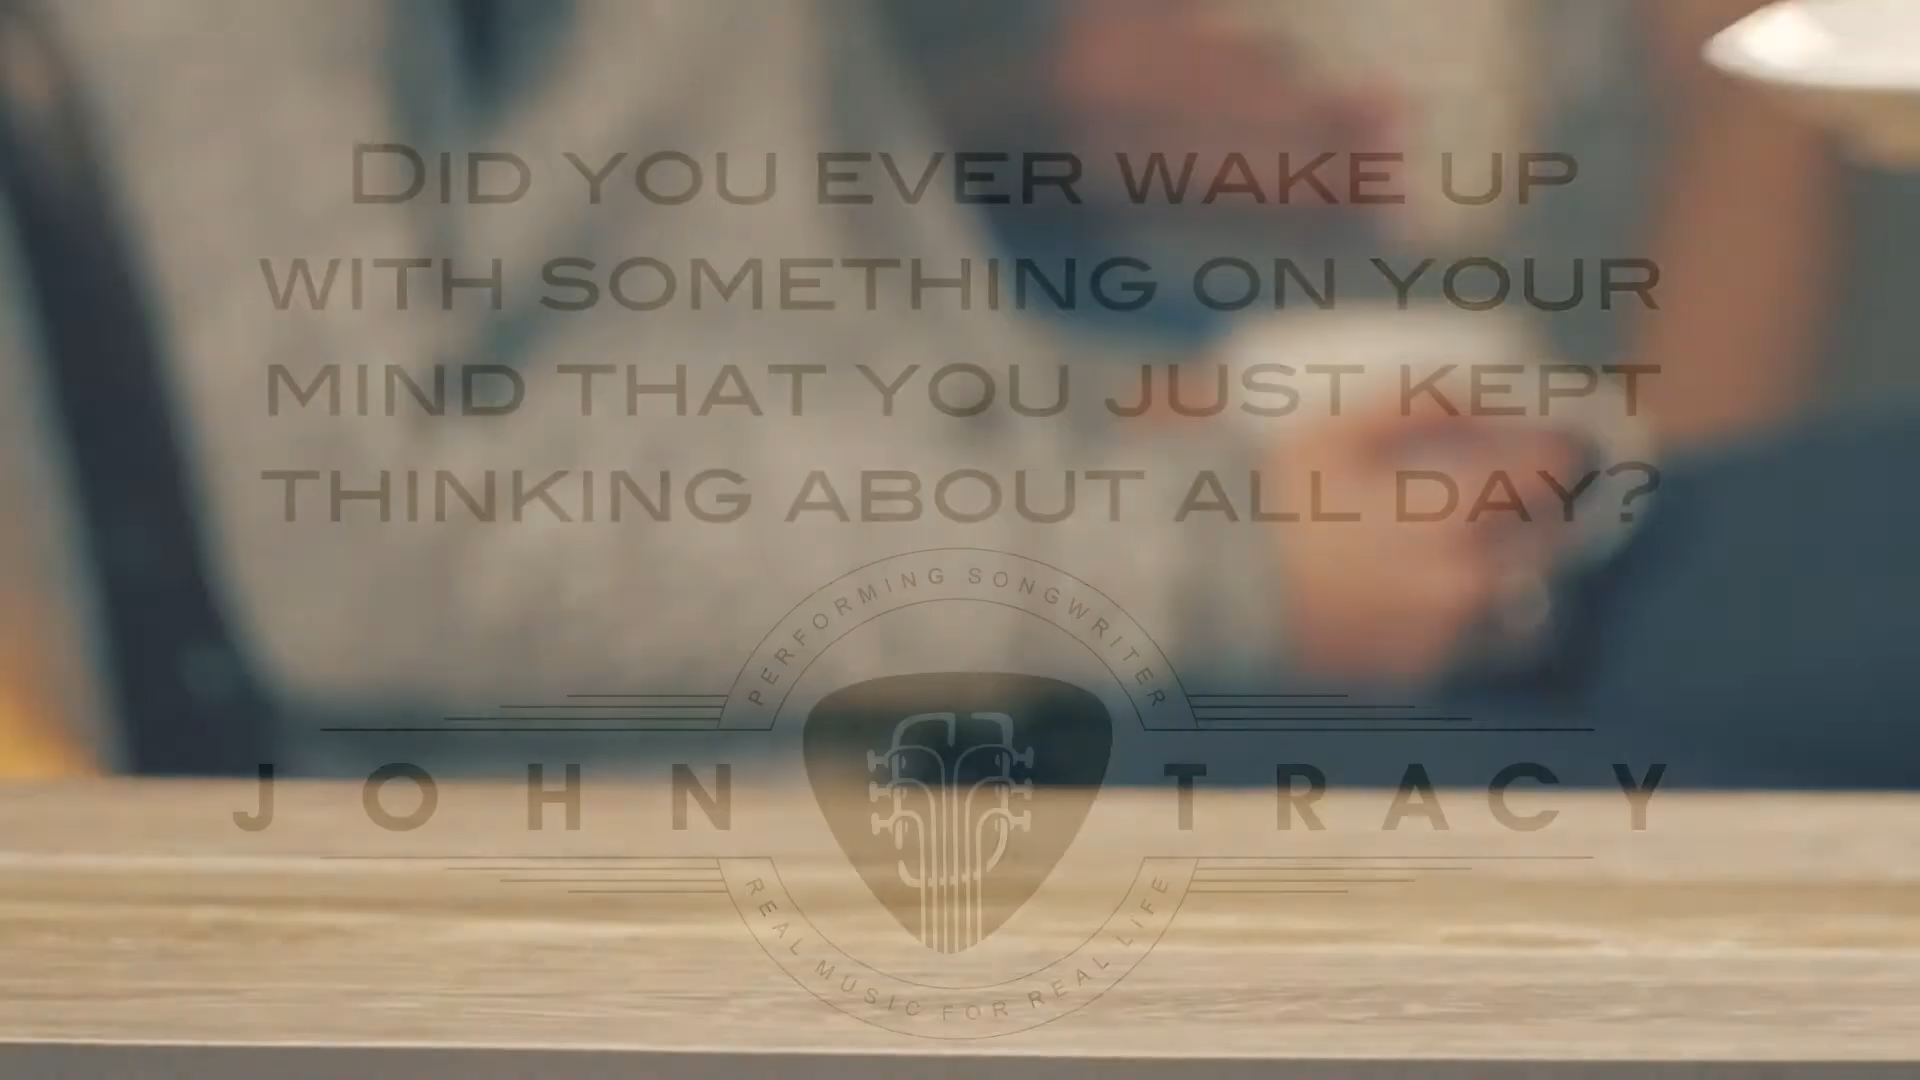 DID YOU EVER WAKE UP
WITH SOMETHING ON YOUR
MIND THAT YOU JUST KEPT
THINKING ABOUT ALL DAY?
PERFORMING SONGWRITER
JOHN TRACY
REAL MUSIC FOR REAL LIFE